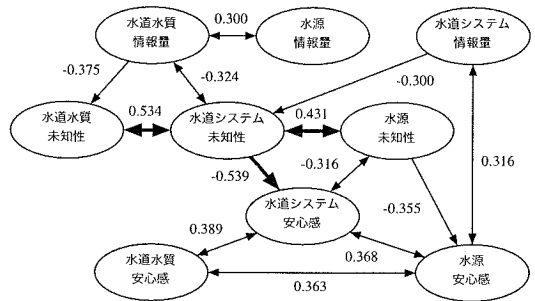 水道水質
情報量
0.300
水源
情報量
水道システム
情報量
-0.375
-0.324
-0.300
水道水質
未知性
0.534
水道システム
未知性
0.431
水源
未知性
-0.539
-0.316
0.316
水道システム
安心感
-0.355
0.389
0.368
水道水質
安心感
0.363
水源
安心感